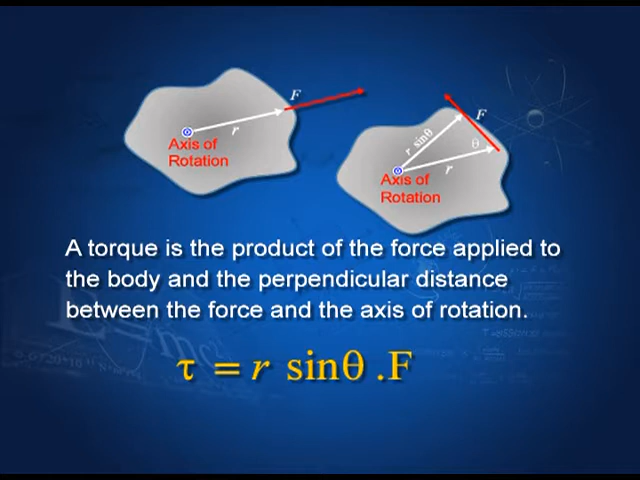 F
r
Axis of
Rotation
F
r sinθ
θ
r
Axis of
Rotation
A torque is the product of the force applied to
the body and the perpendicular distance
between the force and the axis of rotation.
τ = r sinθ .F